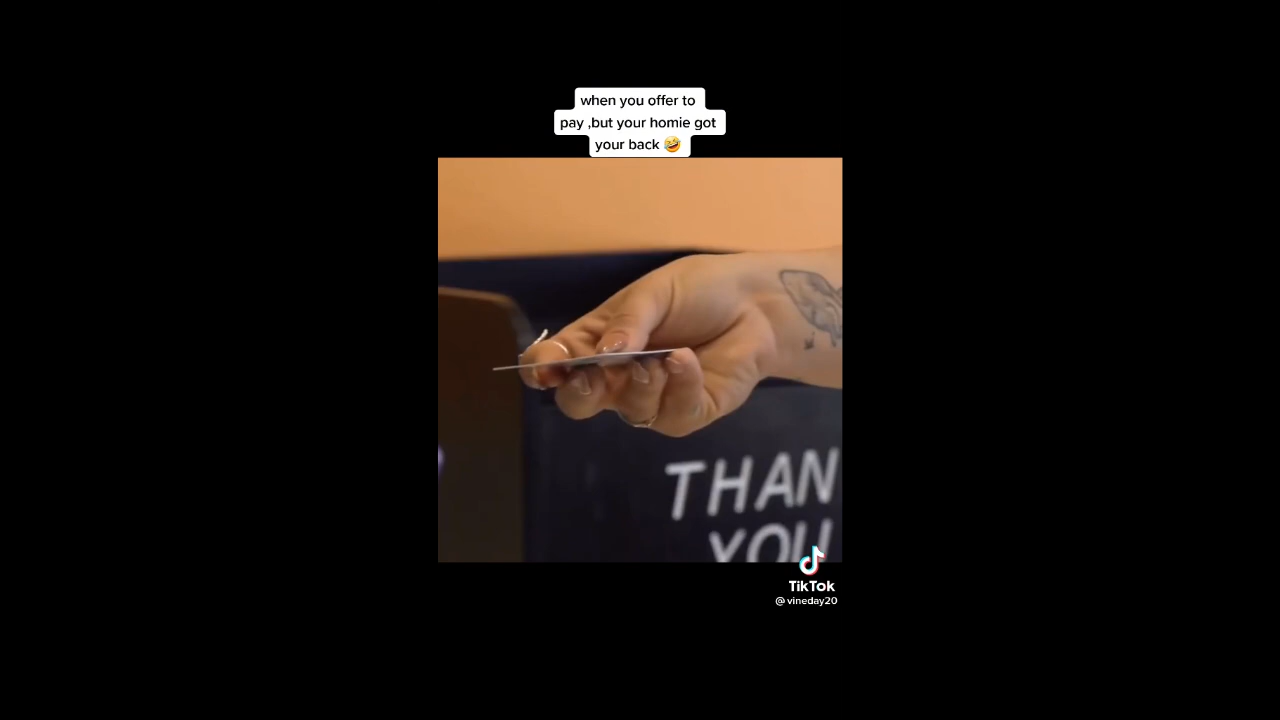 when you offer to
pay ,but your homie got
your back 🤣
THAN
YOU
TikTok
@vineday20